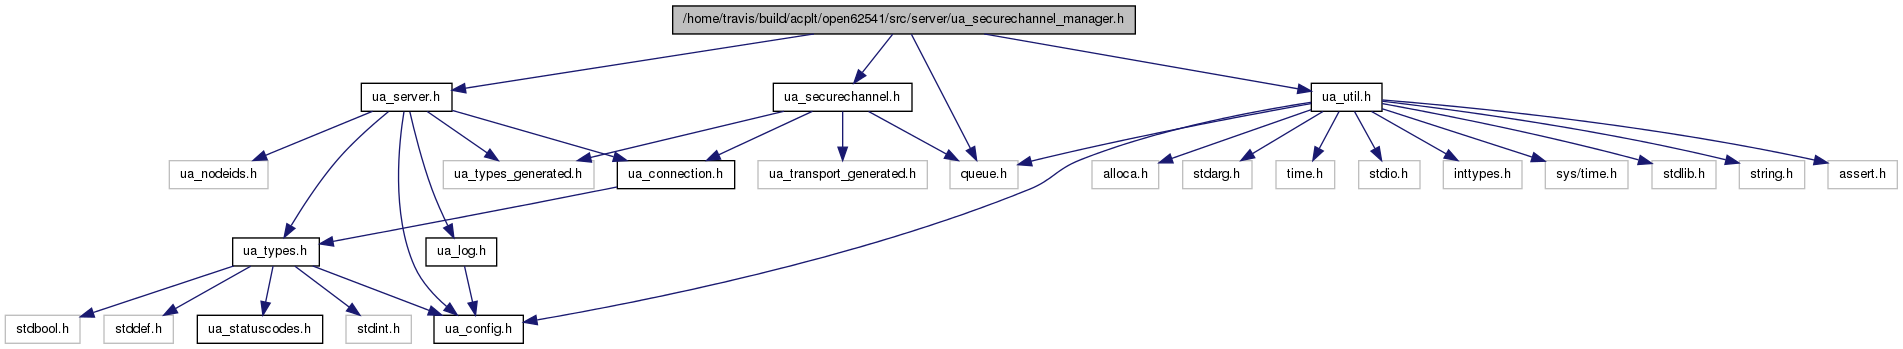 /home/travis/build/acplt/open62541/src/server/ua_securechannel_manager.h
ua_server.h
ua_securechannel.h
ua_util.h
ua_nodeids.h
ua_types_generated.h
ua_connection.h
ua_transport_generated.h
queue.h
alloca.h
stdarg.h
time.h
stdio.h
inttypes.h
sys/time.h
stdlib.h
string.h
assert.h
ua_types.h
ua_log.h
stdbool.h
stddef.h
ua_statuscodes.h
stdint.h
ua_config.h